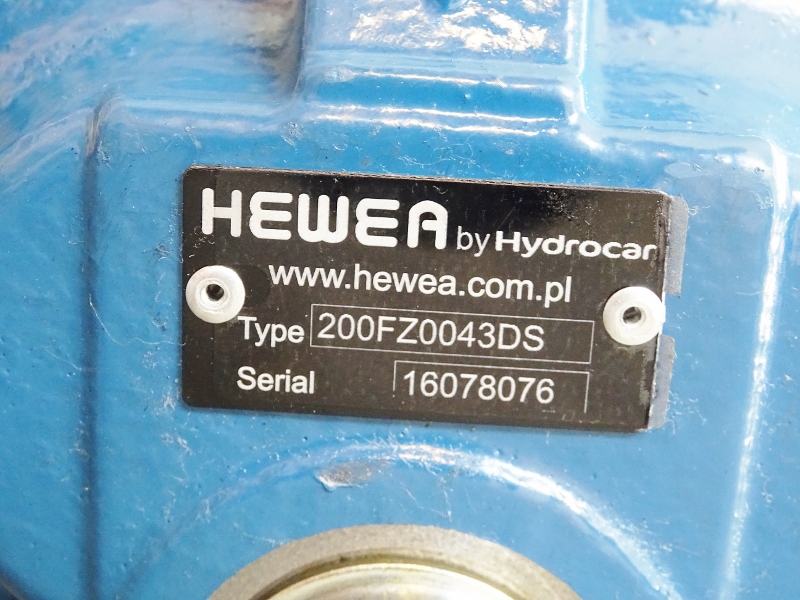 HEWEA by Hydrocar
www.hewea.com.pl
Type 200FZ0043DS
Serial 16078076